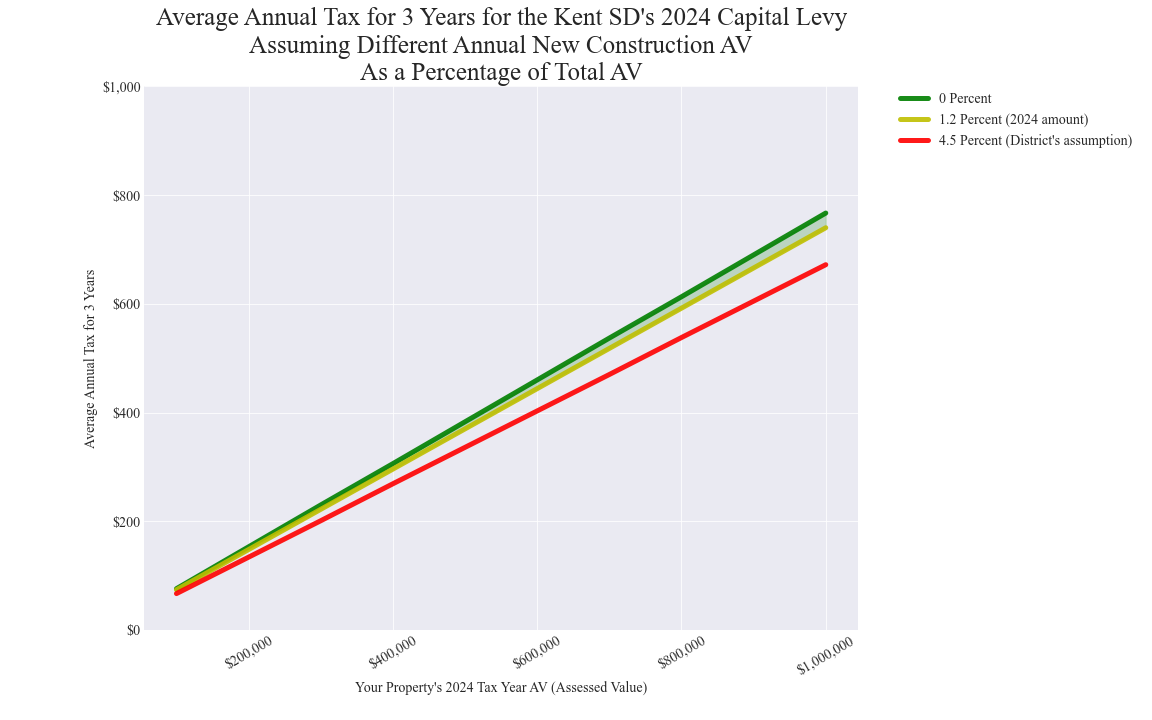 Average Annual Tax for 3 Years for the Kent SD's 2024 Capital Levy
Assuming Different Annual New Construction AV
As a Percentage of Total AV
0 Percent
1.2 Percent (2024 amount)
4.5 Percent (District's assumption)
Average Annual Tax for 3 Years
$1,000
$800
$600
$400
$200
$0
$200,000
$400,000
$600,000
$800,000
$1,000,000
Your Property's 2024 Tax Year AV (Assessed Value)